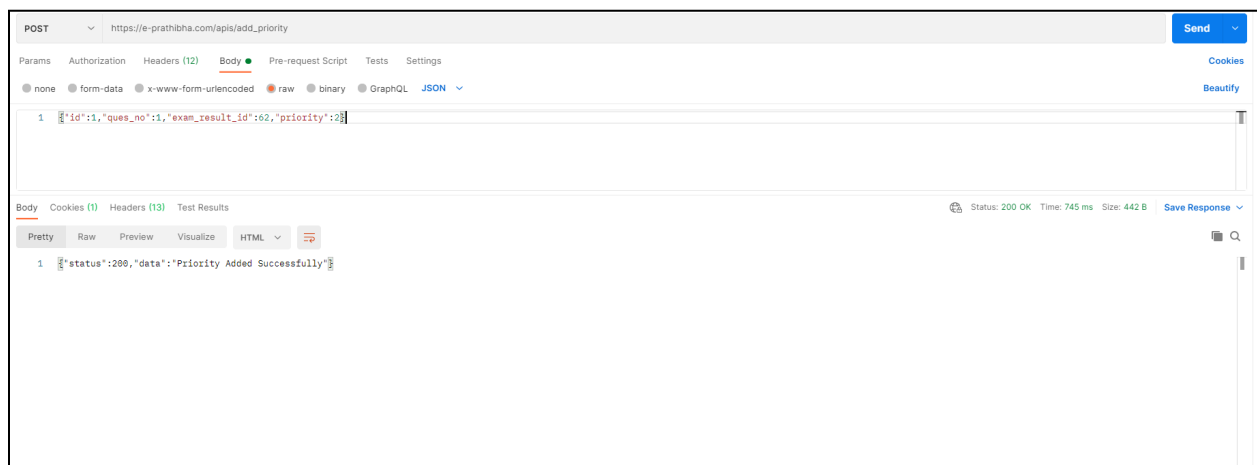 POST https://e-prathibha.com/apis/add_priority Send
Params Authorization Headers (12) Body Pre-request Script Tests Settings Cookies
none form-data x-www-form-urlencoded raw binary GraphQL JSON Beautify
1 {"id":1,"ques_no":1,"exam_result_id":62,"priority":2}
Body Cookies (1) Headers (13) Test Results Status: 200 OK Time: 745 ms Size: 442 B Save Response
Pretty Raw Preview Visualize HTML
1 {"status":200,"data":"Priority Added Successfully"}